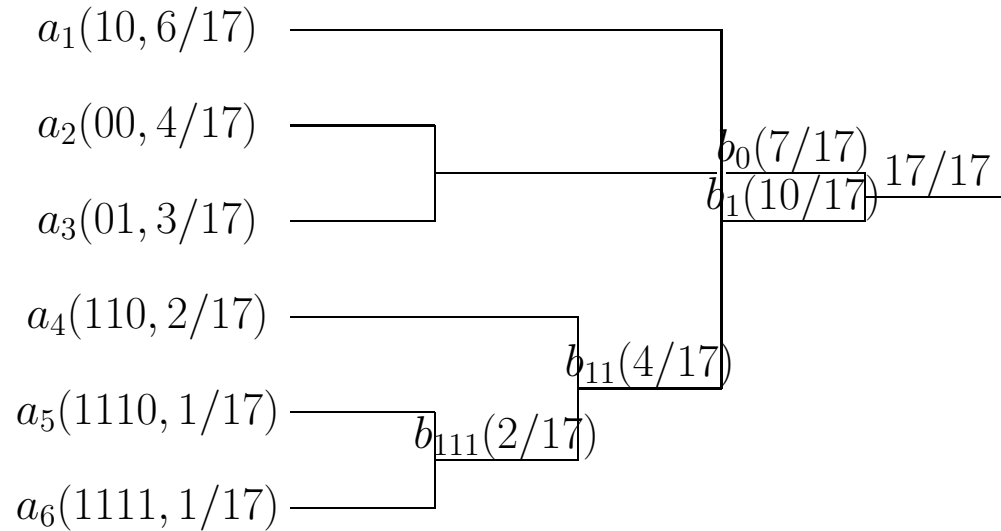 a₁(10, 6/17)
a₂(00, 4/17)
b₀(7/17)
17/17
b₁(10/17)
a₃(01, 3/17)
a₄(110, 2/17)
b₁₁(4/17)
a₅(1110, 1/17)
b₁₁₁(2/17)
a₆(1111, 1/17)